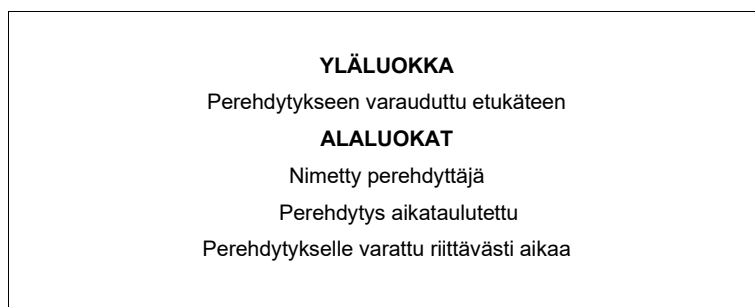 YLÄLUOKKA
Perehdytykseen varauduttu etukäteen
ALALUOKAT
Nimetty perehdyttäjä
Perehdytys aikataulutettu
Perehdytykselle varattu riittävästi aikaa